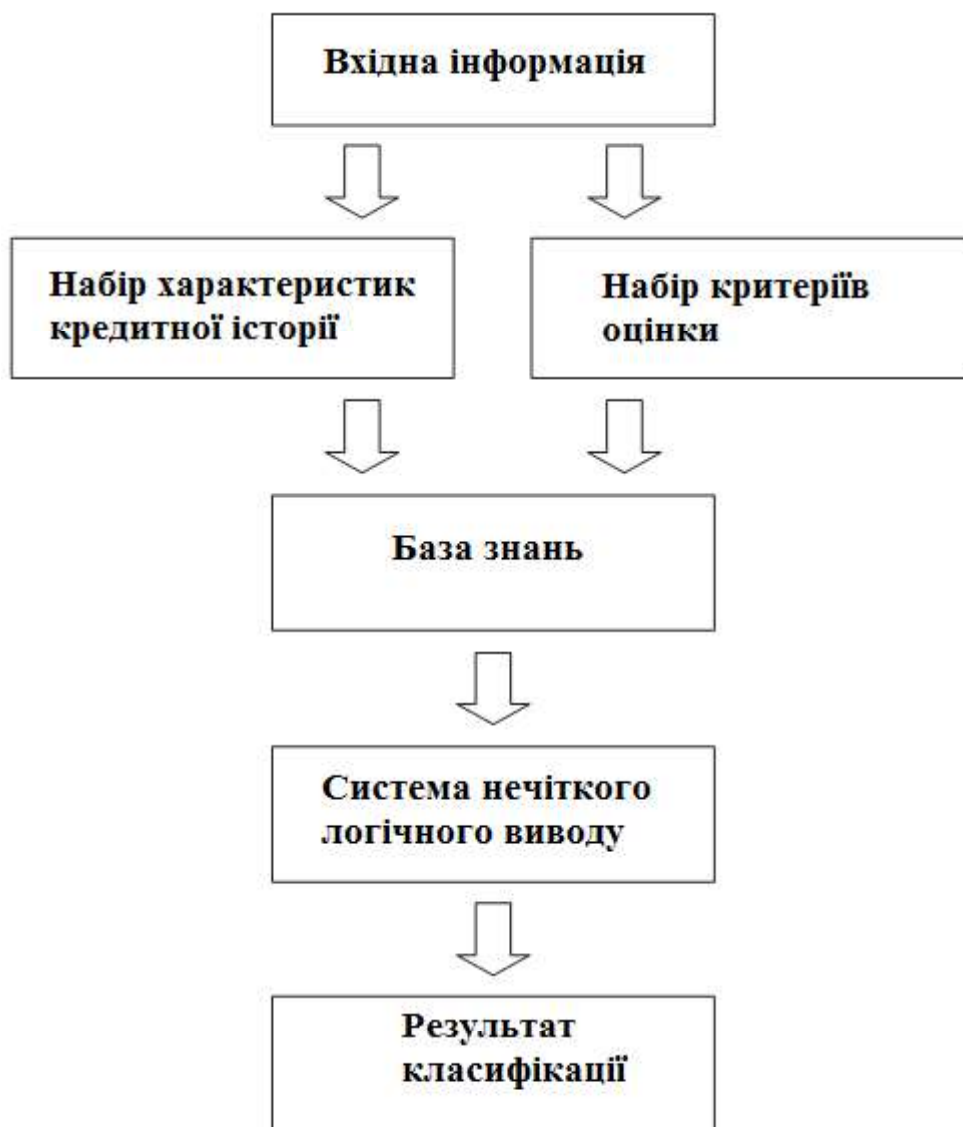 Вхідна інформація
Набір характеристик
кредитної історії
Набір критеріїв
оцінки
База знань
Система нечіткого
логічного виводу
Результат
класифікації